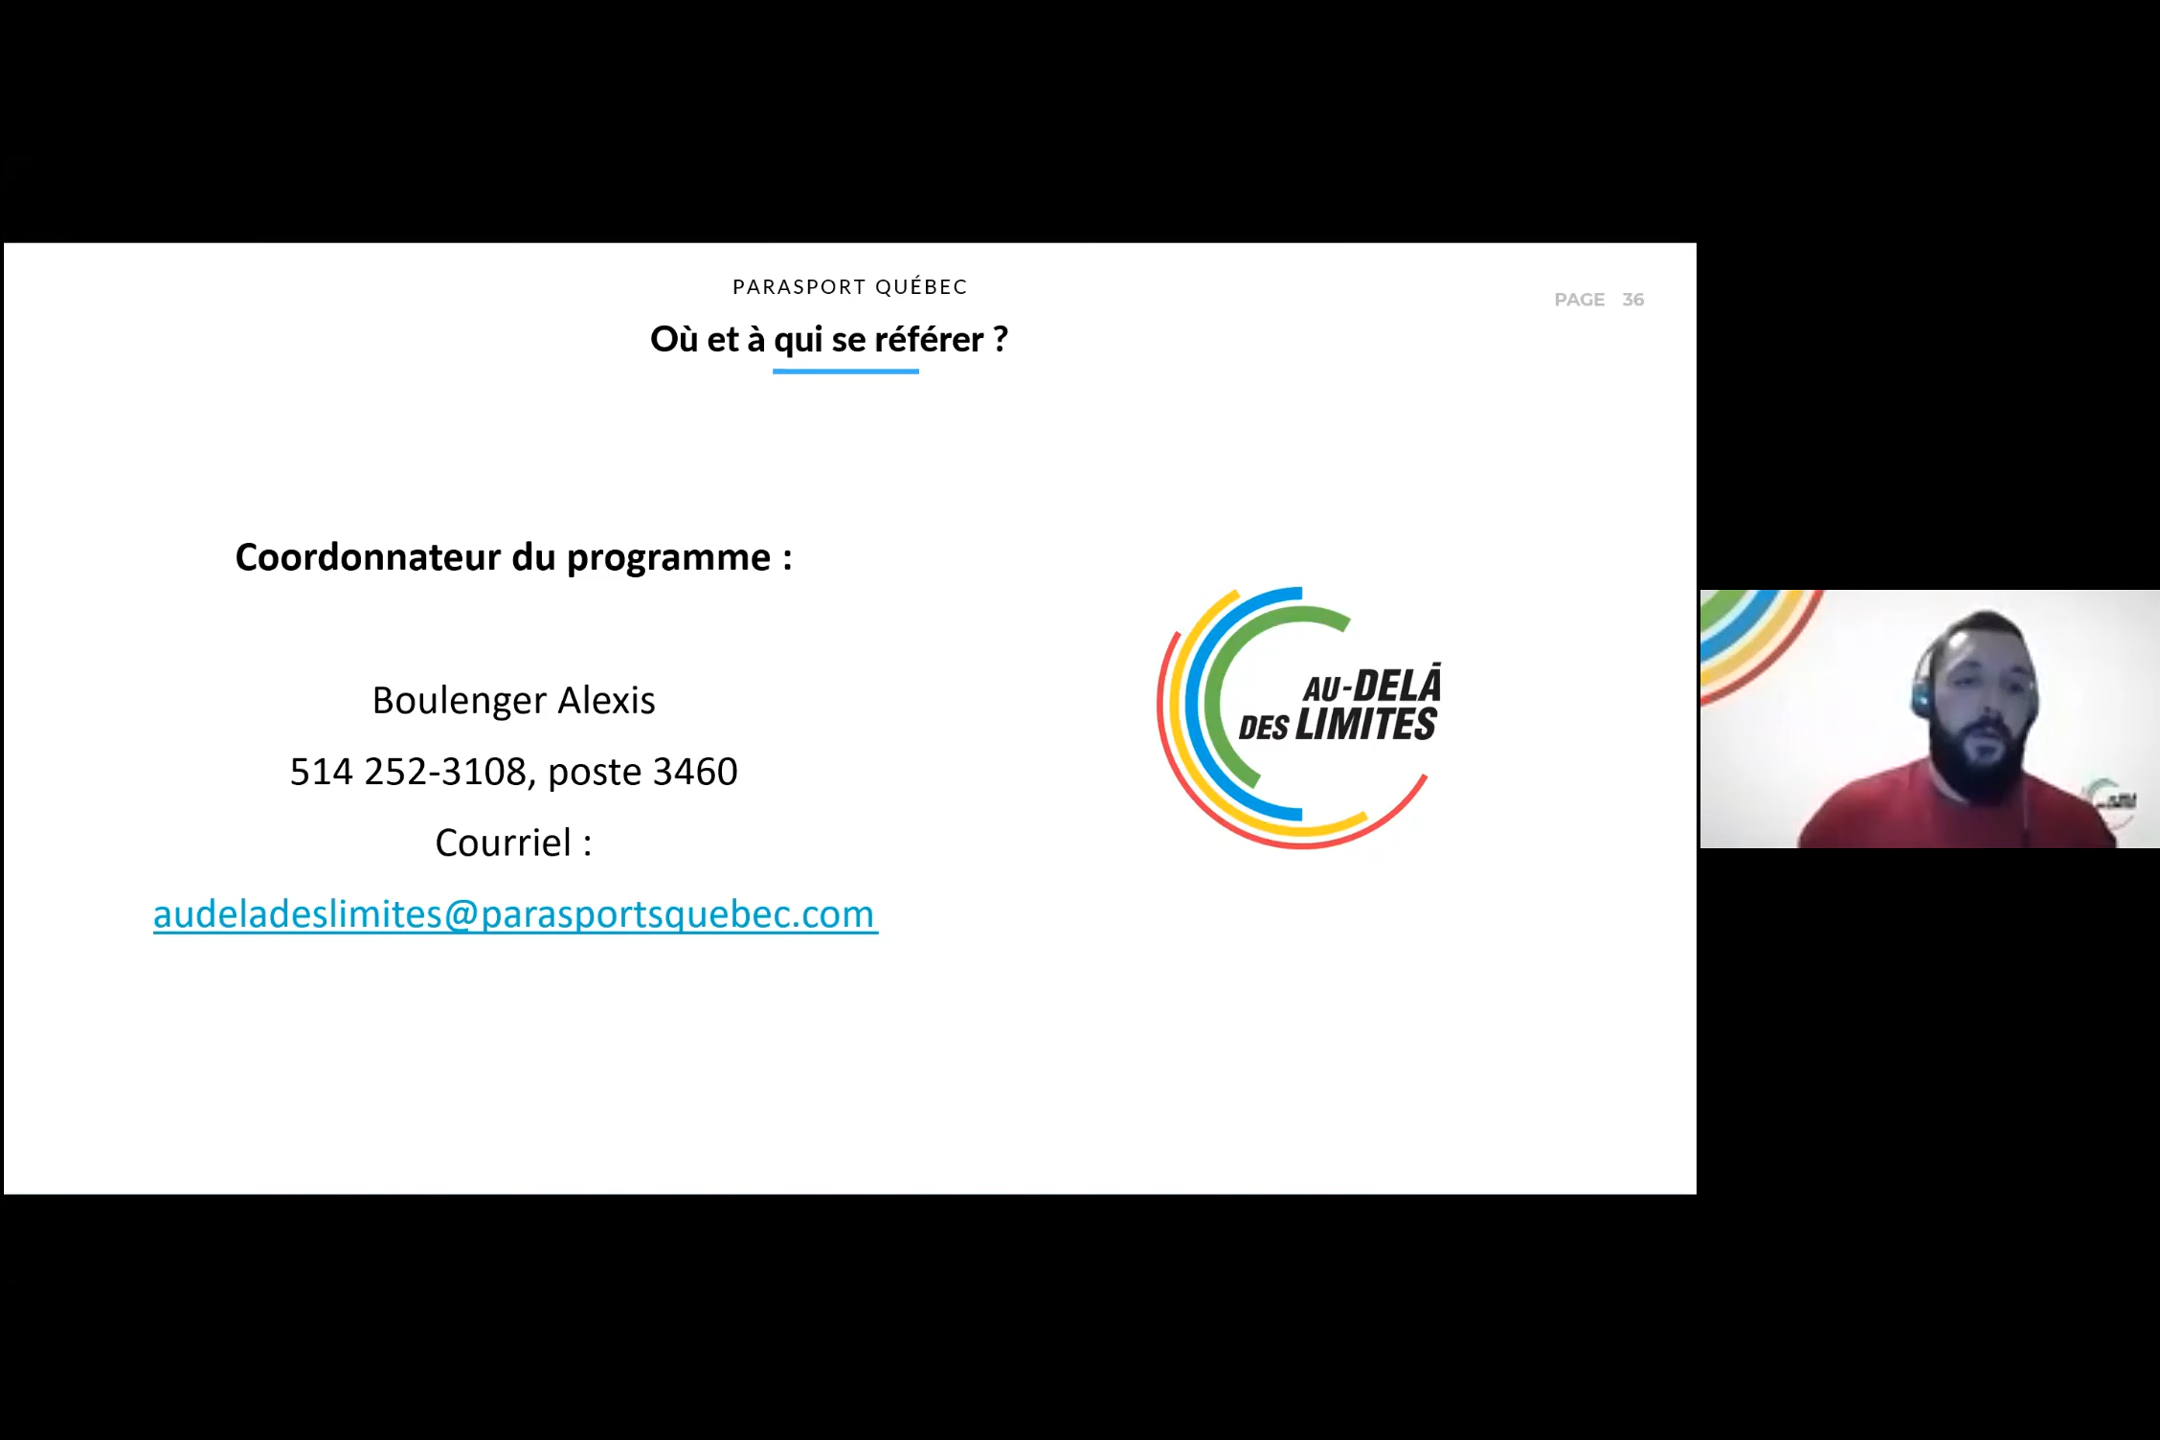 PARASPORT QUÉBEC
PAGE 36
Où et à qui se référer ?
Coordonnateur du programme :
Boulenger Alexis
514 252-3108, poste 3460
Courriel :
audeladeslimites@parasportsquebec.com
AU-DELÀ
DES LIMITES